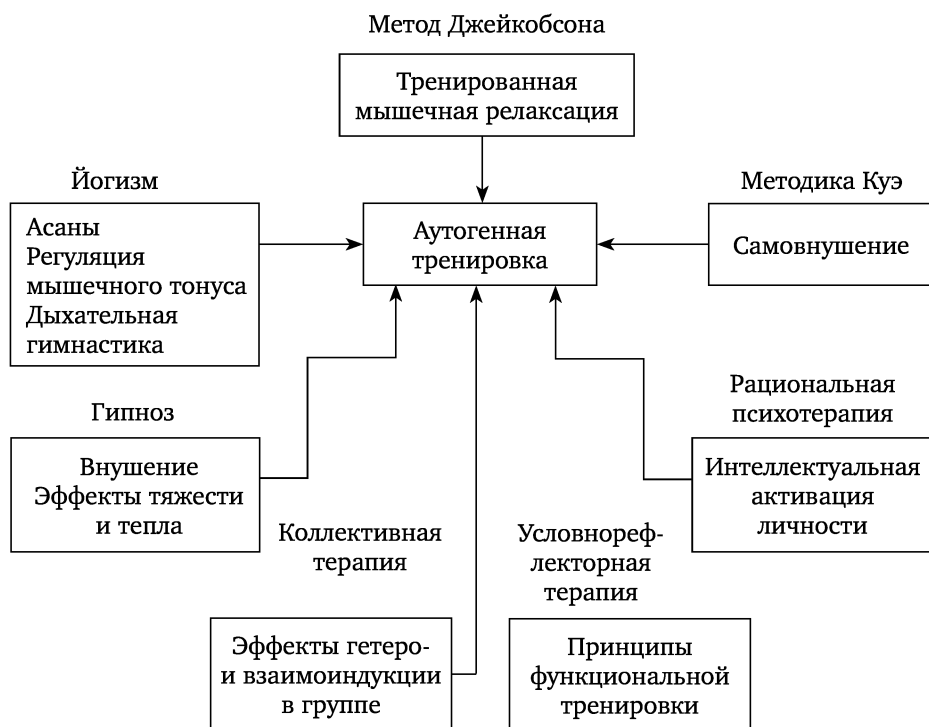 Метод Джейкобсона
Тренированная
мышечная релаксация
Йогизм
Асаны
Регуляция
мышечного тонуса
Дыхательная
гимнастика
Аутогенная
тренировка
Методика Куэ
Самовнушение
Гипноз
Внушение
Эффекты тяжести
и тепла
Рациональная
психотерапия
Интеллектуальная
активация
личности
Коллективная
терапия
Эффекты гетеро-
и взаимоиндукции
в группе
Условнореф-
лекторная
терапия
Принципы
функциональной
тренировки